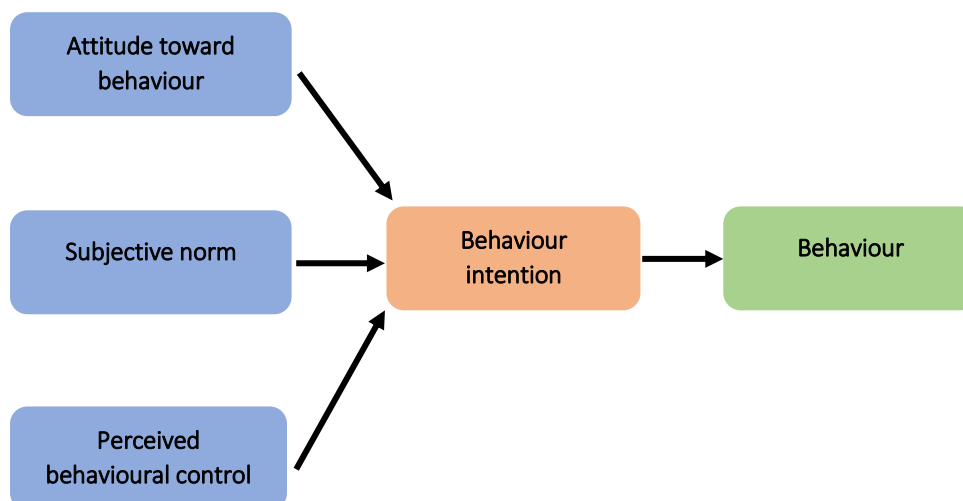 Attitude toward
behaviour
Subjective norm
Behaviour
intention
Behaviour
Perceived
behavioural control